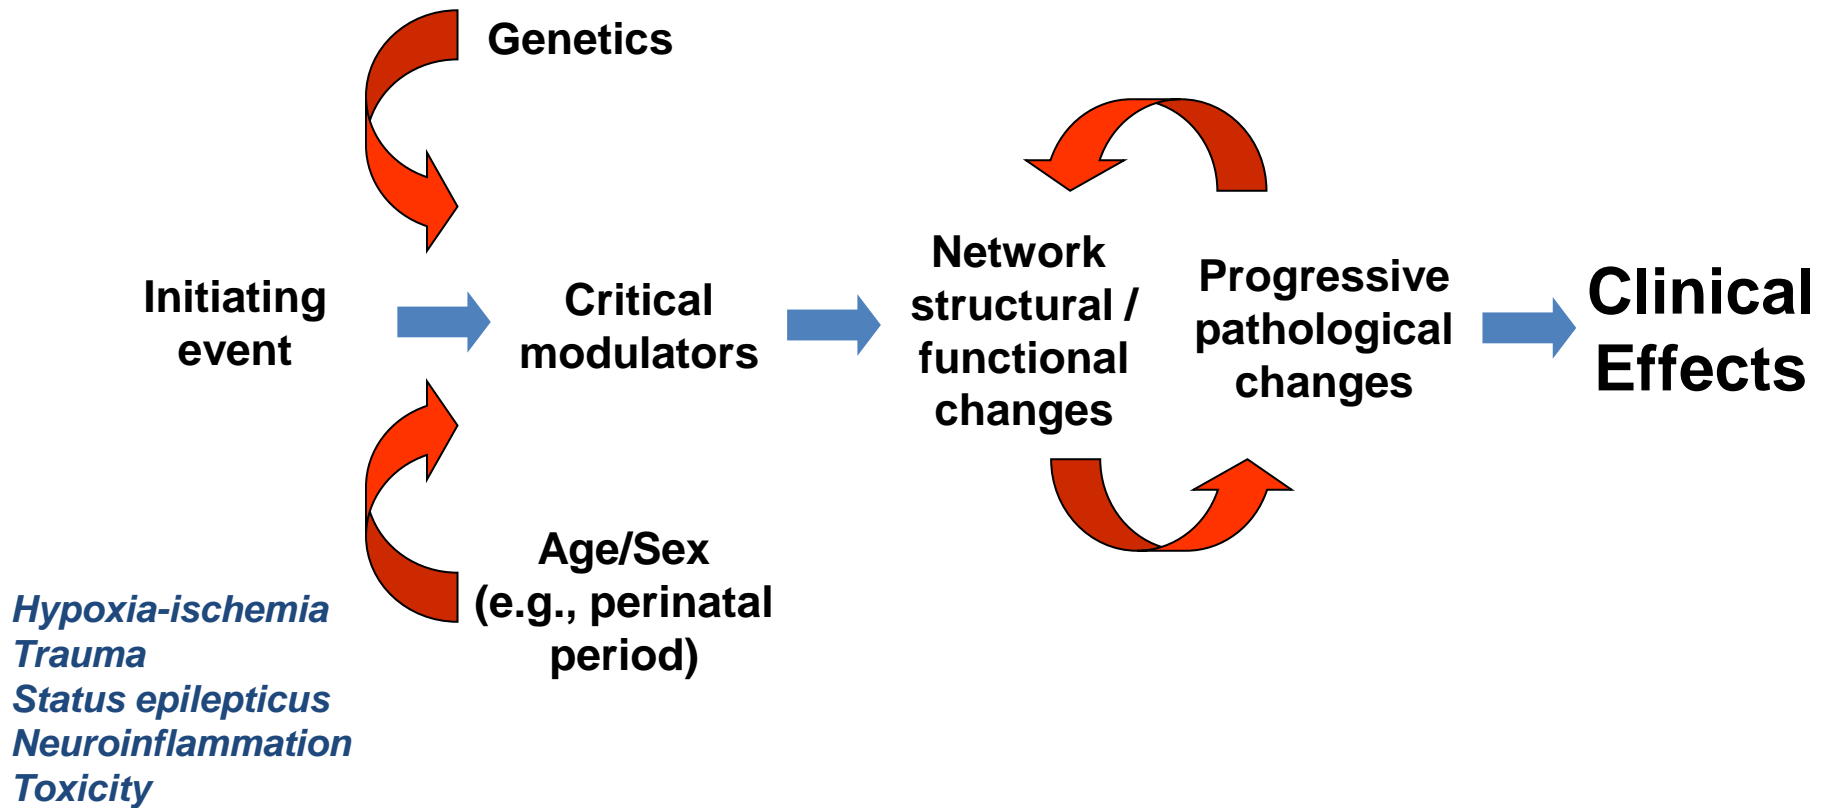 Genetics
Initiating
event
Critical
modulators
Network
structural /
functional
changes
Progressive
pathological
changes
Clinical
Effects
Age/Sex
(e.g., perinatal
period)
Hypoxia-ischemia
Trauma
Status epilepticus
Neuroinflammation
Toxicity